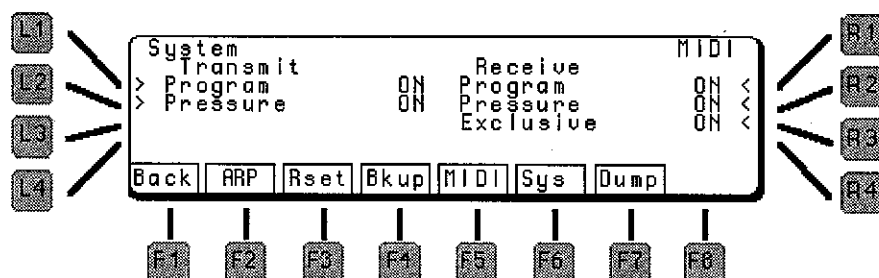 L1
L2
L3
L4
System MIDI
Transmit Receive
> Program ON Program ON <
> Pressure ON Pressure ON <
Exclusive ON <
Back ARP Rset Bkup MIDI Sys Dump
R1
R2
R3
R4
F1 F2 F3 F4 F5 F6 F7 F8